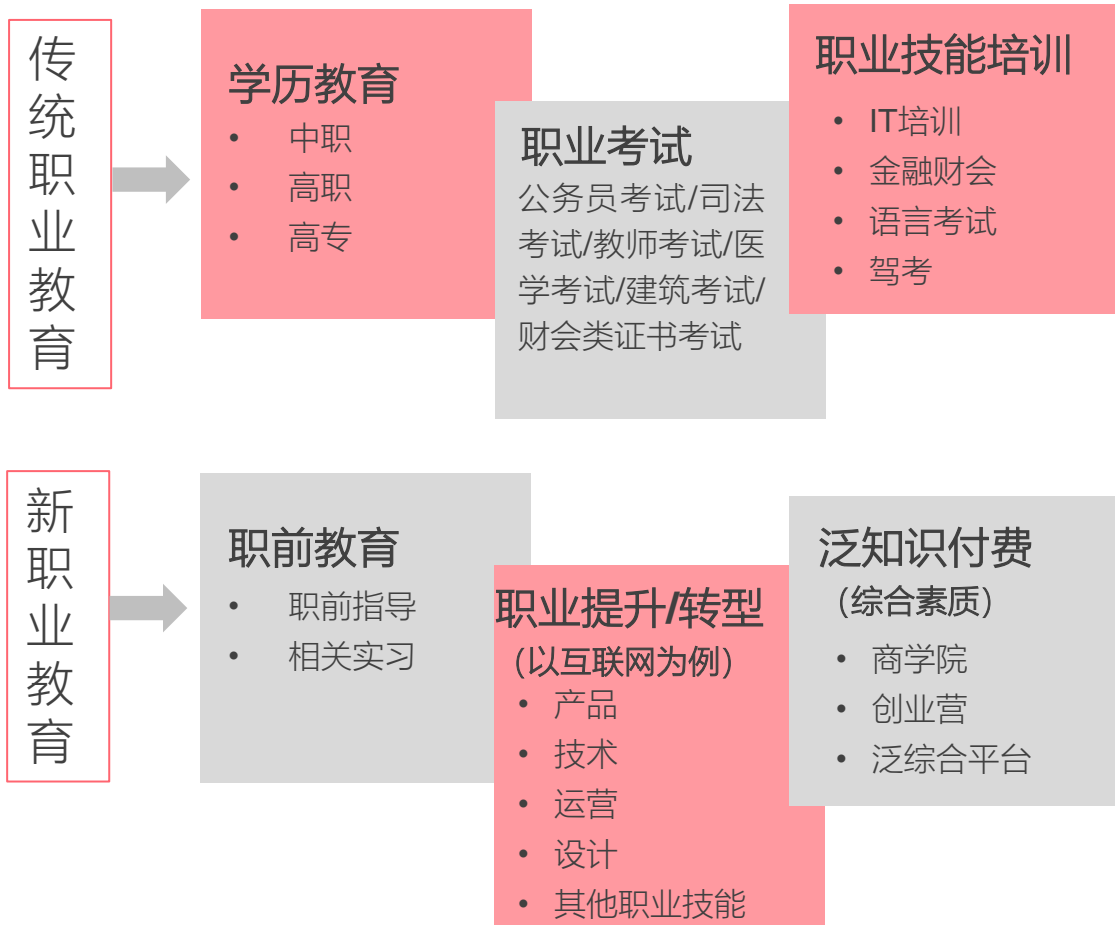 传统职业教育
学历教育
• 中职
• 高职
• 高专
职业考试
公务员考试/司法
考试/教师考试/医
学考试/建筑考试/
财会类证书考试
职业技能培训
• IT培训
• 金融财会
• 语言考试
• 驾考
新职业教育
职前教育
• 职前指导
• 相关实习
职业提升/转型
（以互联网为例）
• 产品
• 技术
• 运营
• 设计
• 其他职业技能
泛知识付费
（综合素质）
• 商学院
• 创业营
• 泛综合平台